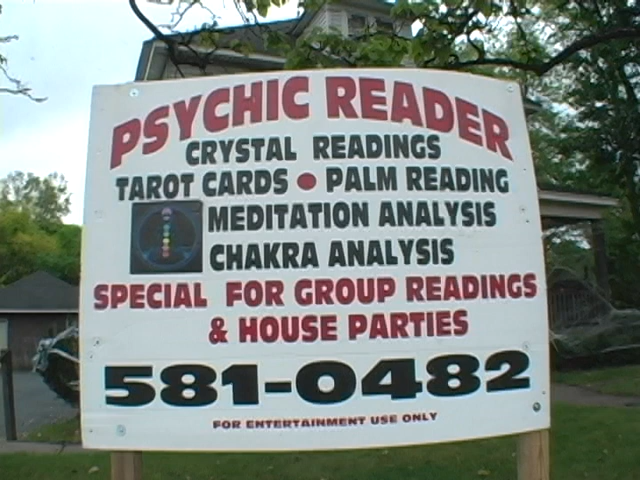 PSYCHIC READER
CRYSTAL READINGS
TAROT CARDS ● PALM READING
MEDITATION ANALYSIS
CHAKRA ANALYSIS
SPECIAL FOR GROUP READINGS
& HOUSE PARTIES
581-0482
FOR ENTERTAINMENT USE ONLY